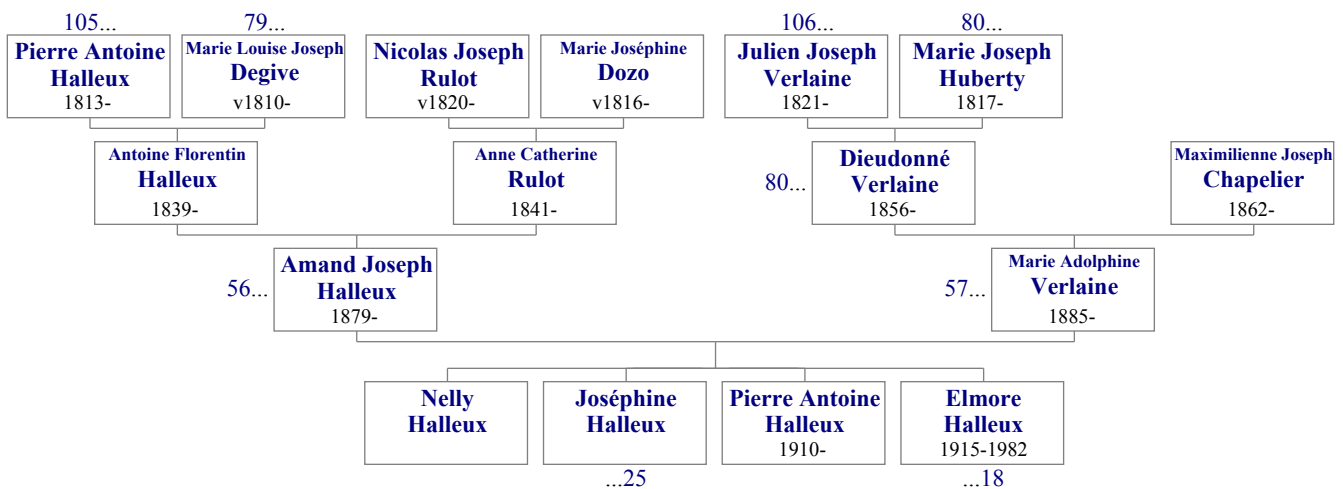 105...
79...
106...
80...
Pierre Antoine
Halleux
1813-
Marie Louise Joseph
Degive
v1810-
Nicolas Joseph
Rulot
v1820-
Marie Joséphine
Dozo
v1816-
Julien Joseph
Verlaine
1821-
Marie Joseph
Huberty
1817-
Antoine Florentin
Halleux
1839-
Anne Catherine
Rulot
1841-
80...
Dieudonné
Verlaine
1856-
Maximilienne Joseph
Chapelier
1862-
56...
Amand Joseph
Halleux
1879-
57...
Marie Adolphine
Verlaine
1885-
Nelly
Halleux
Joséphine
Halleux
Pierre Antoine
Halleux
1910-
Elmore
Halleux
1915-1982
...25
...18